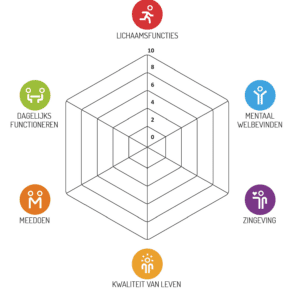 LICHAAMSFUNCTIES
10
8
6
4
2
0
DAGELIJKS
FUNCTIONEREN
MENTAAL
WELBEVINDEN
MEEDOEN
ZINGEVING
KWALITEIT VAN LEVEN